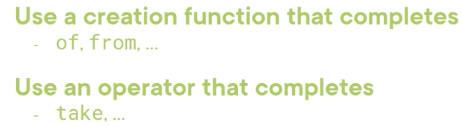 Use a creation function that completes
- of, from, ...
Use an operator that completes
- take, ...